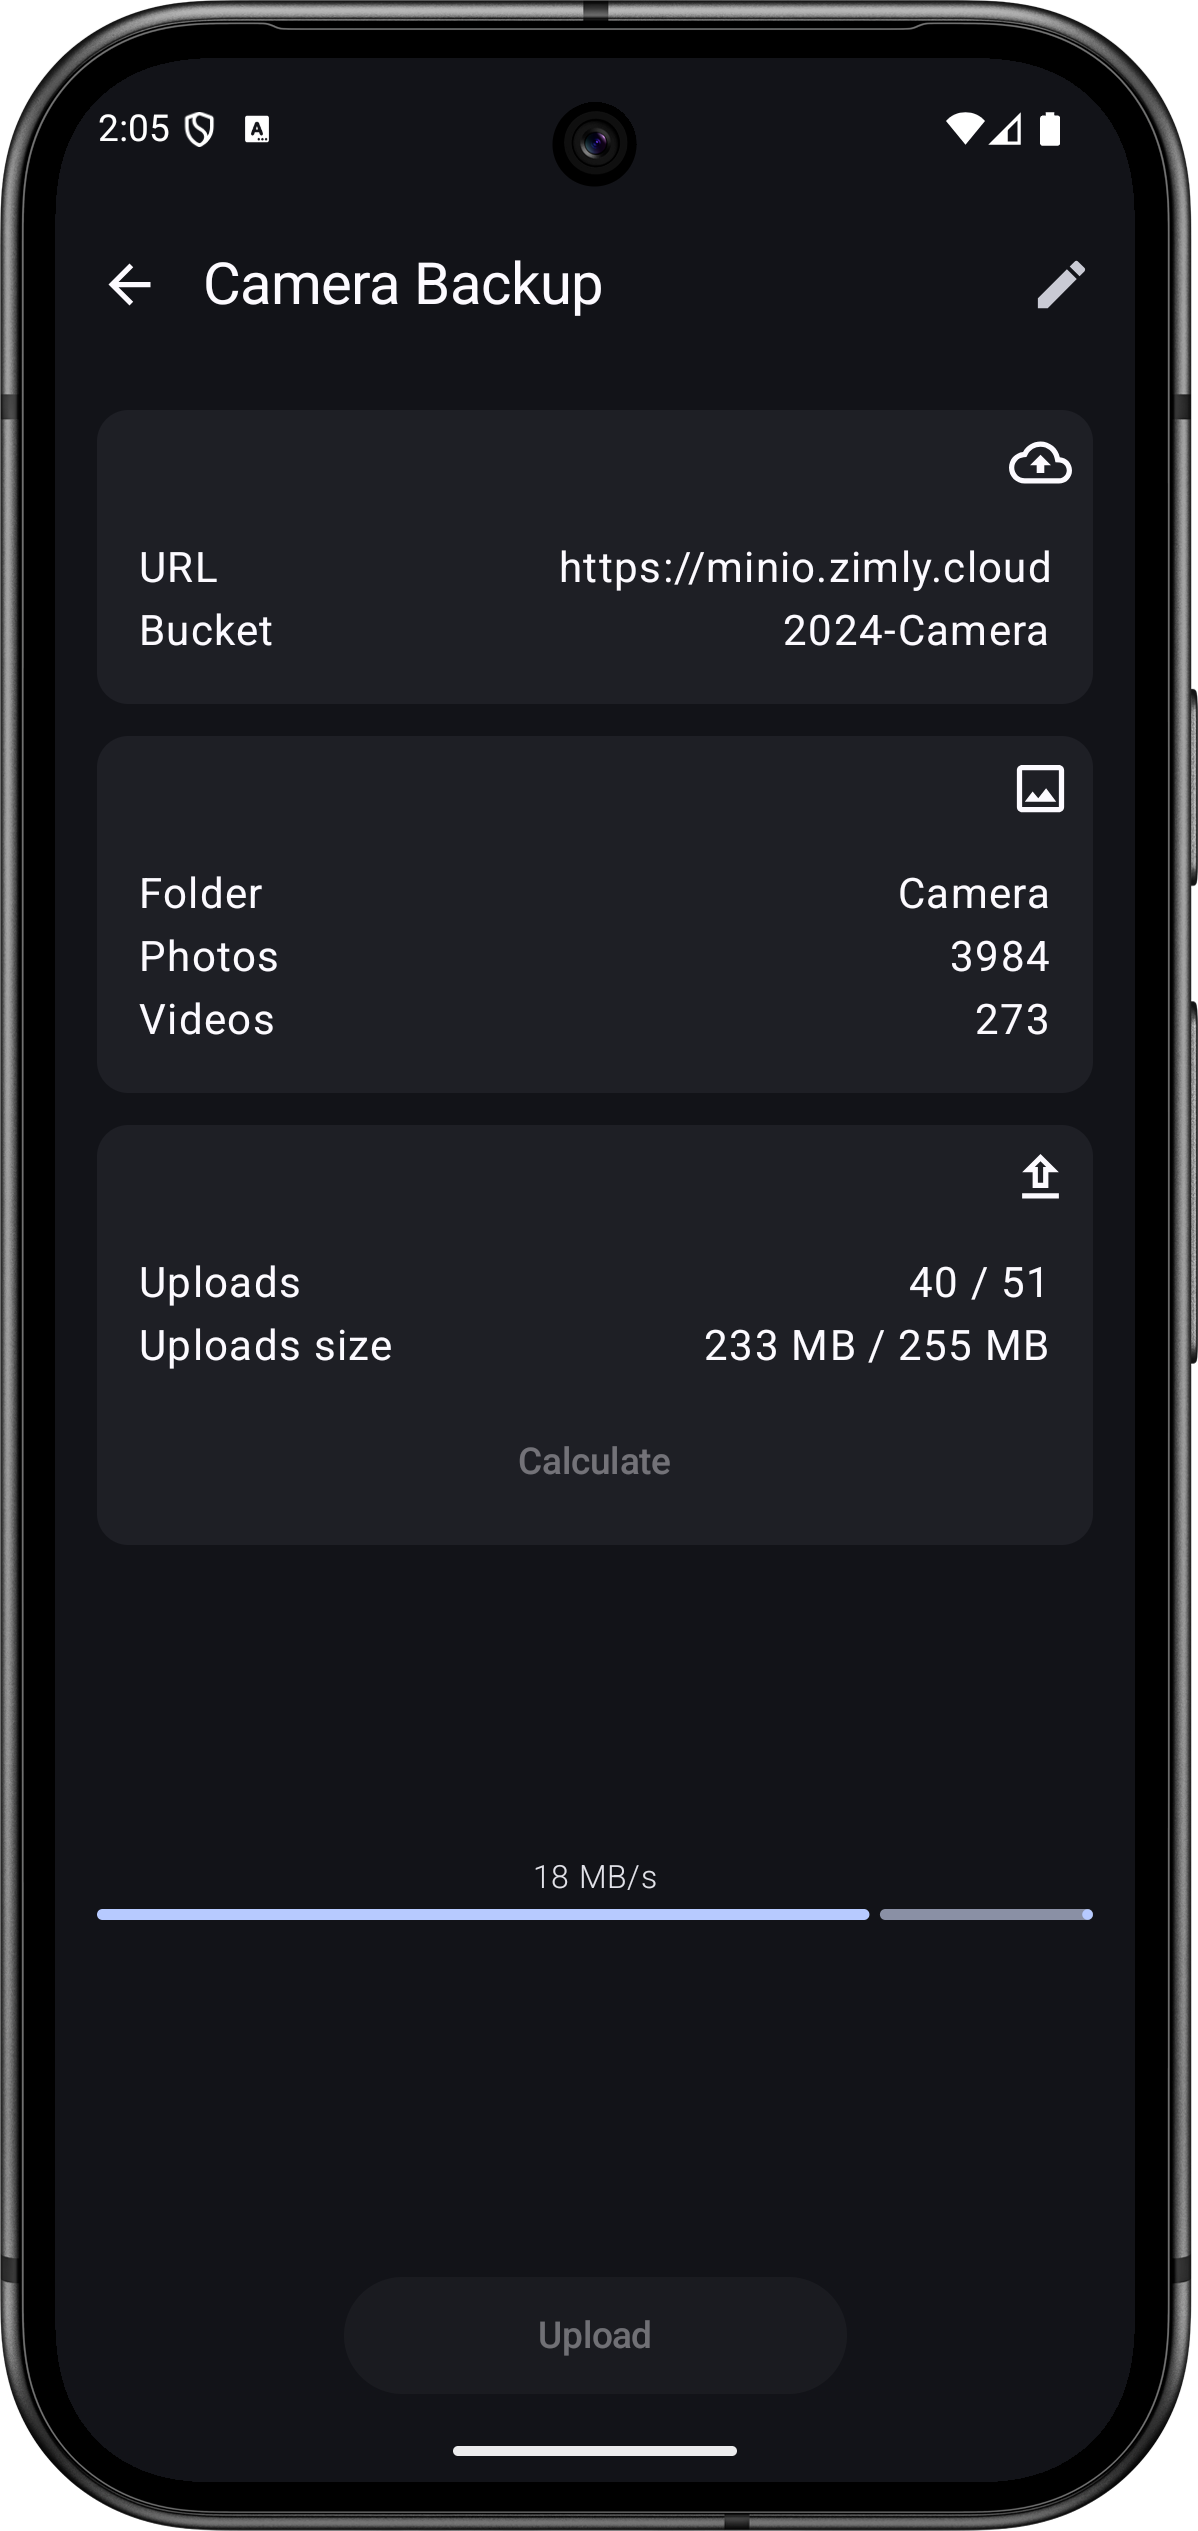 2:05
Camera Backup
URL https://minio.zimly.cloud
Bucket 2024-Camera
Folder Camera
Photos 3984
Videos 273
Uploads 40 / 51
Uploads size 233 MB / 255 MB
Calculate
18 MB/s
Upload